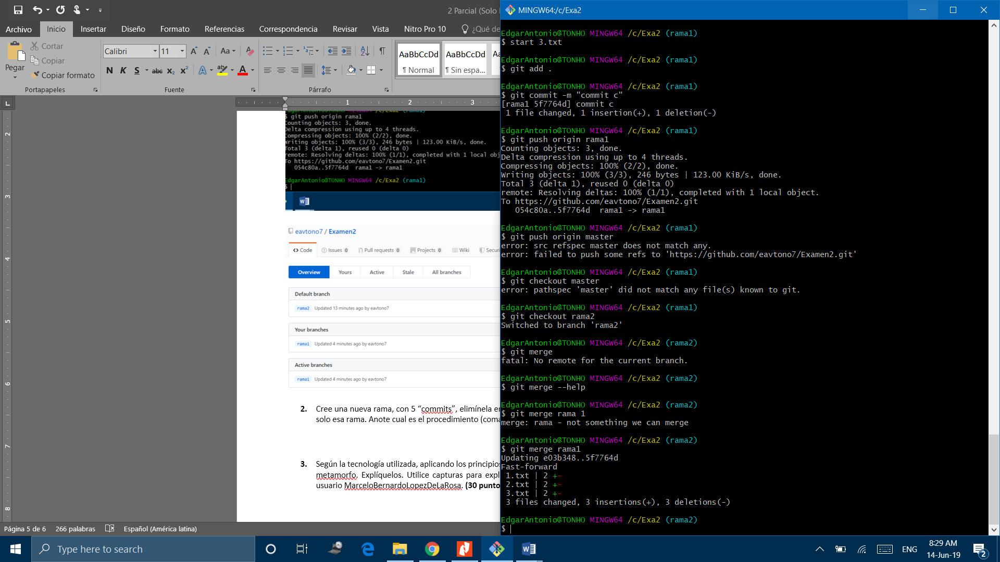 2 Parcial (Solo
Archivo Inicio Insertar Diseño Formato Referencias Correspondencia Revisar Vista Nitro Pro 10 ¿Qué de
Pegar
Cortar
Copiar
Copiar formato
Portapapeles
Calibri 11
Aa
N K S abc x₂ x²
Fuente
Párrafo
AaBbCcDd AaBbCcDd
¶ Normal ¶ Sin espa...
1 2 3
EdgarAntonio@TONHO MINGW64 /c/Exa2 (rama1)
$ git push origin rama1
Counting objects: 3, done.
Delta compression using up to 4 threads.
Compressing objects: 100% (2/2), done.
Writing objects: 100% (3/3), 246 bytes | 123.00 KiB/s, done.
Total 3 (delta 1), reused 0 (delta 0)
remote: Resolving deltas: 100% (1/1), completed with 1 local obj
To https://github.com/eavtono7/Examen2.git
054c80a..5f7764d rama1 -> rama1
EdgarAntonio@TONHO MINGW64 /c/Exa2 (rama1)
$
eavtono7 / Examen2
<> Code Issues 0 Pull requests 0 Projects 0 Wiki Securi
Overview Yours Active Stale All branches
Default branch
rama2 Updated 13 minutes ago by eavtono7
Your branches
rama1 Updated 4 minutes ago by eavtono7
Active branches
rama1 Updated 4 minutes ago by eavtono7
2. Cree una nueva rama, con 5 “commits”, elimínela e
solo esa rama. Anote cual es el procedimiento (coma
3. Según la tecnología utilizada, aplicando los principio
metamorfo. Explíquelos. Utilice capturas para expl
usuario MarceloBernardoLopezDeLaRosa. (30 punto
2
3
4
5
6
7
8
Página 5 de 6 266 palabras Español (América latina)
MINGW64:/c/Exa2
EdgarAntonio@TONHO MINGW64 /c/Exa2 (rama1)
$ start 3.txt
EdgarAntonio@TONHO MINGW64 /c/Exa2 (rama1)
$ git add .
EdgarAntonio@TONHO MINGW64 /c/Exa2 (rama1)
$ git commit -m "commit c"
[rama1 5f7764d] commit c
1 file changed, 1 insertion(+), 1 deletion(-)
EdgarAntonio@TONHO MINGW64 /c/Exa2 (rama1)
$ git push origin rama1
Counting objects: 3, done.
Delta compression using up to 4 threads.
Compressing objects: 100% (2/2), done.
Writing objects: 100% (3/3), 246 bytes | 123.00 KiB/s, done.
Total 3 (delta 1), reused 0 (delta 0)
remote: Resolving deltas: 100% (1/1), completed with 1 local object.
To https://github.com/eavtono7/Examen2.git
054c80a..5f7764d rama1 -> rama1
EdgarAntonio@TONHO MINGW64 /c/Exa2 (rama1)
$ git push origin master
error: src refspec master does not match any.
error: failed to push some refs to 'https://github.com/eavtono7/Examen2.git'
EdgarAntonio@TONHO MINGW64 /c/Exa2 (rama1)
$ git checkout master
error: pathspec 'master' did not match any file(s) known to git.
EdgarAntonio@TONHO MINGW64 /c/Exa2 (rama1)
$ git checkout rama2
Switched to branch 'rama2'
EdgarAntonio@TONHO MINGW64 /c/Exa2 (rama2)
$ git merge
fatal: No remote for the current branch.
EdgarAntonio@TONHO MINGW64 /c/Exa2 (rama2)
$ git merge --help
EdgarAntonio@TONHO MINGW64 /c/Exa2 (rama2)
$ git merge rama 1
merge: rama - not something we can merge
EdgarAntonio@TONHO MINGW64 /c/Exa2 (rama2)
$ git merge rama1
Updating e03b348..5f7764d
Fast-forward
1.txt | 2 +-
2.txt | 2 +-
3.txt | 2 +-
3 files changed, 3 insertions(+), 3 deletions(-)
EdgarAntonio@TONHO MINGW64 /c/Exa2 (rama2)
$
Type here to search
ENG
8:29 AM
14-Jun-19
2